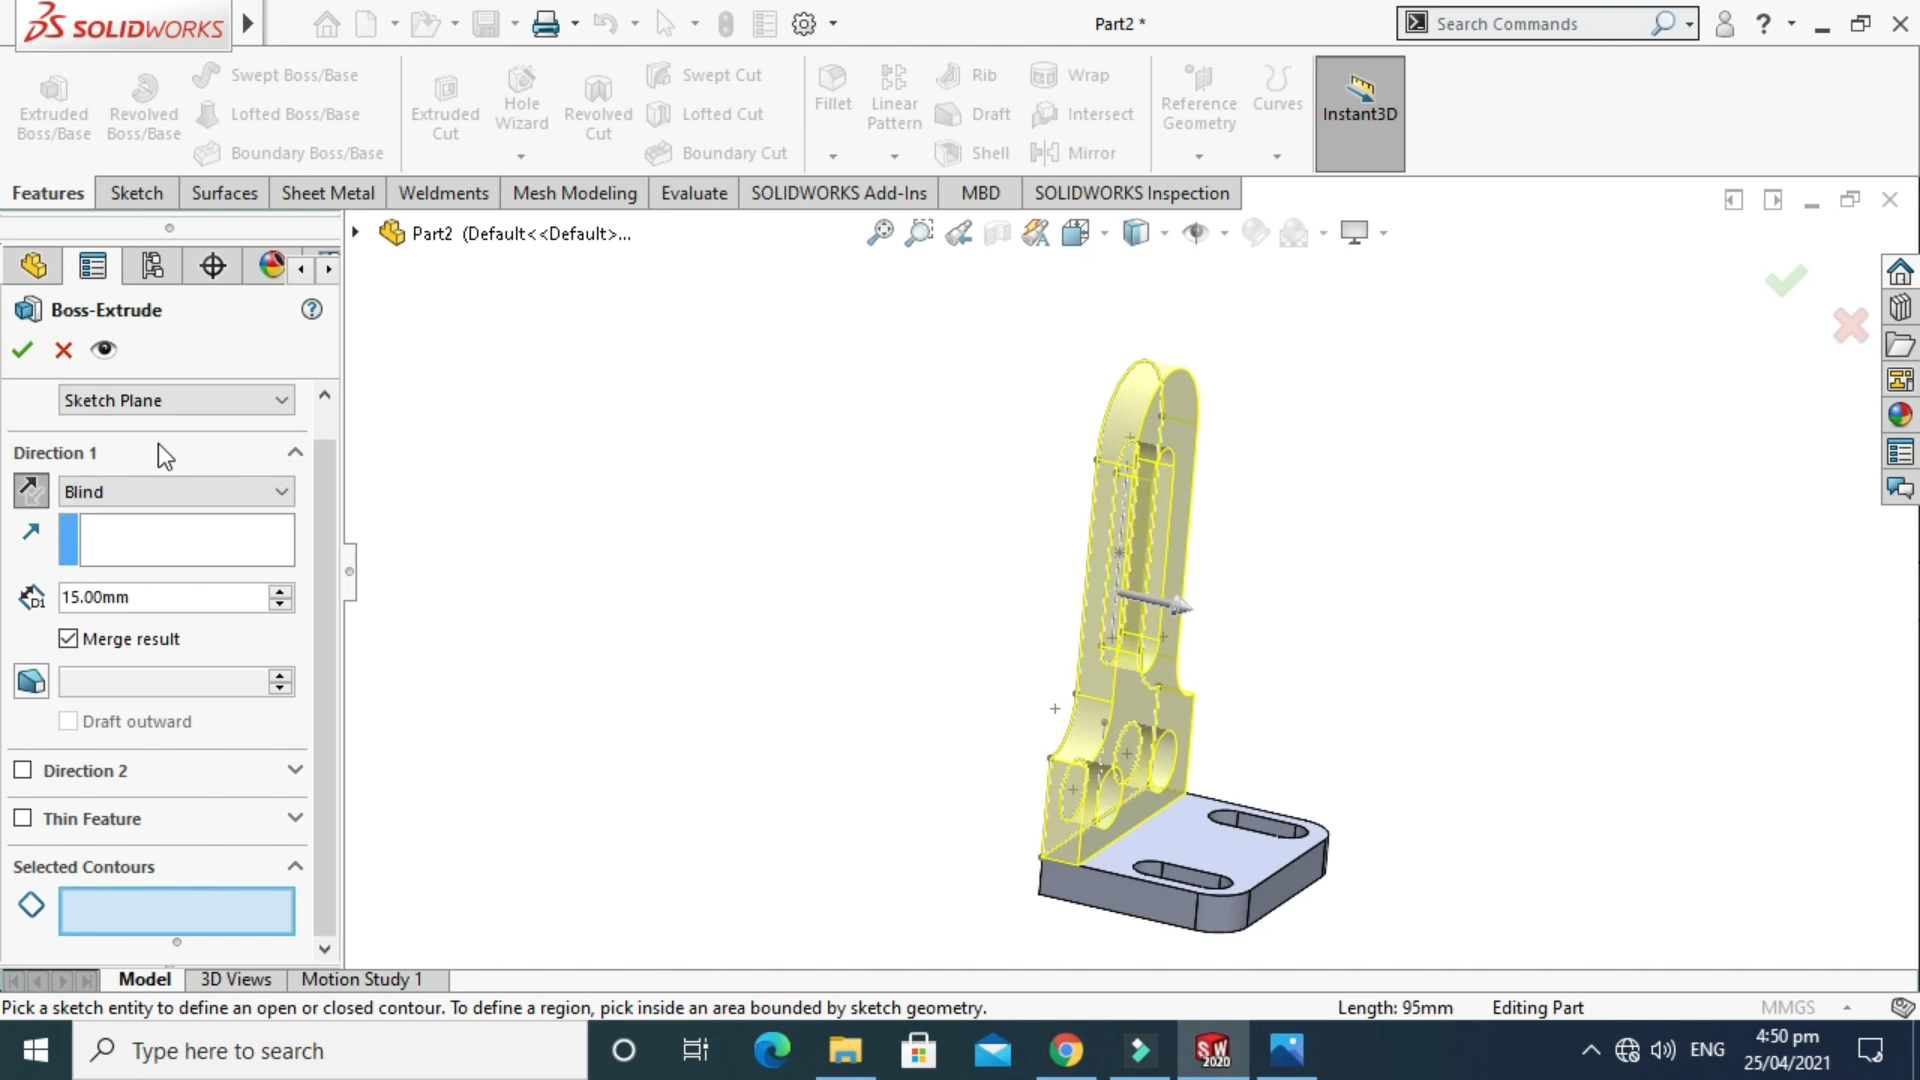 SOLIDWORKS
Part2 *
Search Commands
Extruded Boss/Base
Revolved Boss/Base
Swept Boss/Base
Lofted Boss/Base
Boundary Boss/Base
Extruded Cut
Hole Wizard
Revolved Cut
Swept Cut
Lofted Cut
Boundary Cut
Fillet
Linear Pattern
Rib
Draft
Shell
Wrap
Intersect
Mirror
Reference Geometry
Curves
Instant3D
Features
Sketch
Surfaces
Sheet Metal
Weldments
Mesh Modeling
Evaluate
SOLIDWORKS Add-Ins
MBD
SOLIDWORKS Inspection
Part2 (Default<<Default>...
Boss-Extrude
Sketch Plane
Direction 1
Blind
D1
15.00mm
Merge result
Draft outward
Direction 2
Thin Feature
Selected Contours
Model
3D Views
Motion Study 1
Pick a sketch entity to define an open or closed contour. To define a region, pick inside an area bounded by sketch geometry.
Length: 95mm
Editing Part
MMGS
Type here to search
SW
2020
ENG
4:50 pm
25/04/2021